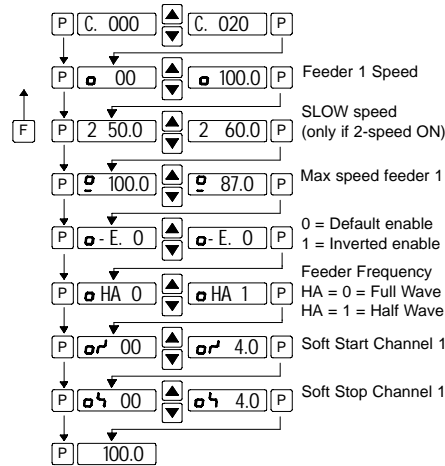 P C. 000 C. 020 P
P o 00 o 100.0 P Feeder 1 Speed
F P 2 50.0 2 60.0 P SLOW speed
(only if 2-speed ON)
P o 100.0 o 87.0 P Max speed feeder 1
P o-E. 0 o-E. 0 P 0 = Default enable
1 = Inverted enable
P o HA 0 o HA 1 P Feeder Frequency
HA = 0 = Full Wave
HA = 1 = Half Wave
P 00 4.0 P Soft Start Channel 1
P 00 4.0 P Soft Stop Channel 1
P 100.0